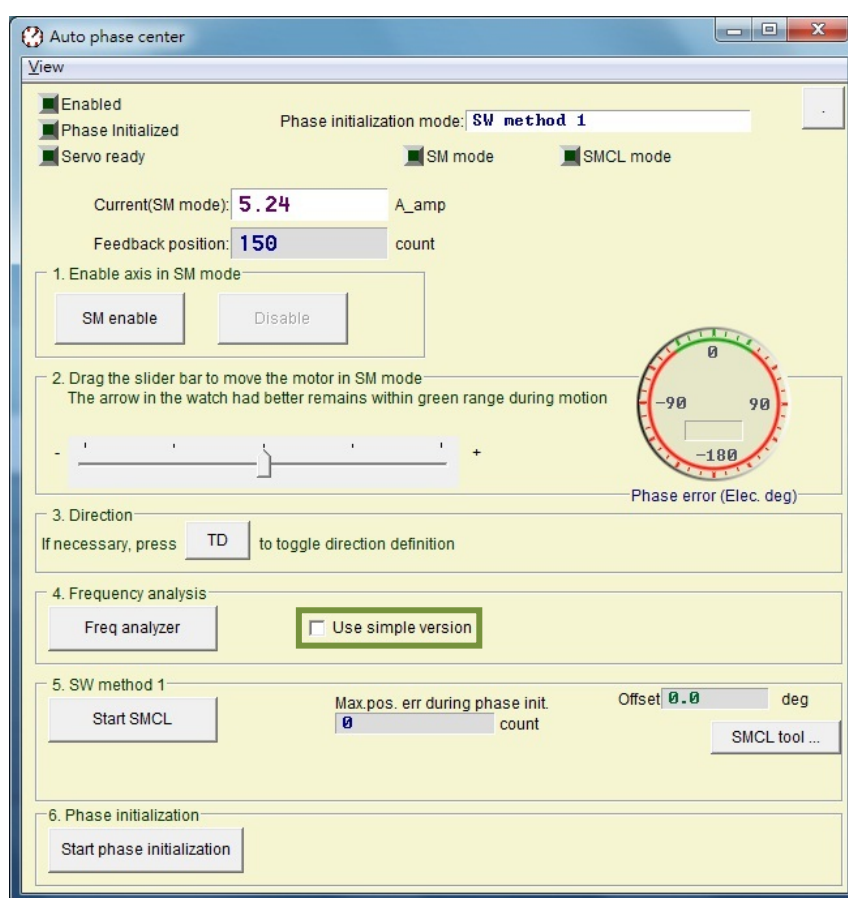 Auto phase center
View
Enabled
Phase Initialized
Servo ready
Phase initialization mode: SW method 1
SM mode
SMCL mode
Current(SM mode): 5.24 A_amp
Feedback position: 150 count
1. Enable axis in SM mode
SM enable
Disable
2. Drag the slider bar to move the motor in SM mode
The arrow in the watch had better remains within green range during motion
- +
0
-90 90
-180
Phase error (Elec. deg)
3. Direction
If necessary, press TD to toggle direction definition
4. Frequency analysis
Freq analyzer
Use simple version
5. SW method 1
Start SMCL
Max.pos. err during phase init.
0 count
Offset 0.0 deg
SMCL tool ...
6. Phase initialization
Start phase initialization